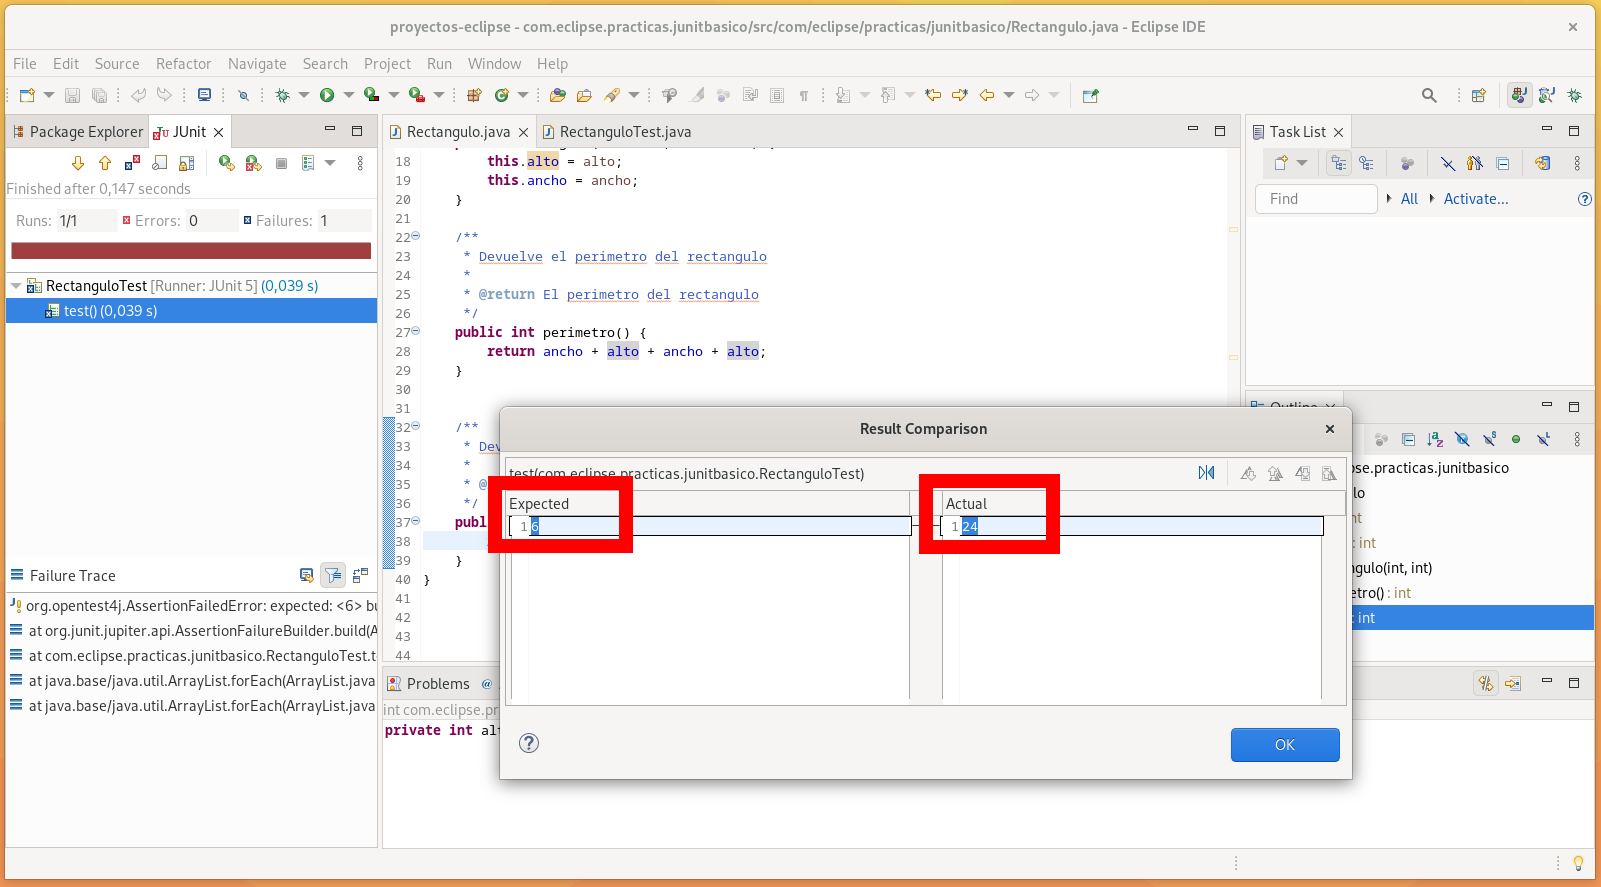 proyectos-eclipse - com.eclipse.practicas.junitbasico/src/com/eclipse/practicas/junitbasico/Rectangulo.java - Eclipse IDE
File Edit Source Refactor Navigate Search Project Run Window Help
Package Explorer JUnit
Finished after 0,147 seconds
Runs: 1/1 Errors: 0 Failures: 1
RectanguloTest [Runner: JUnit 5] (0,039 s)
test() (0,039 s)
Failure Trace
org.opentest4j.AssertionFailedError: expected: <6> bu
at org.junit.jupiter.api.AssertionFailureBuilder.build(A
at com.eclipse.practicas.junitbasico.RectanguloTest.t
at java.base/java.util.ArrayList.forEach(ArrayList.java
at java.base/java.util.ArrayList.forEach(ArrayList.java
Rectangulo.java RectanguloTest.java
18 this.alto = alto;
19 this.ancho = ancho;
20 }
21
22 /**
23 * Devuelve el perimetro del rectangulo
24 *
25 * @return El perimetro del rectangulo
26 */
27 public int perimetro() {
28 return ancho + alto + ancho + alto;
29 }
30
31
32 /**
33 * Dev
34 *
35 * @
36 */
37 publ
38
39 }
40 }
41
42
43
44
Result Comparison
test(com.eclipse.practicas.junitbasico.RectanguloTest)
Expected Actual
1 6 1 24
OK
Problems @
int com.eclipse.pr
private int alt
Task List
Find All Activate...
Outline
pse.practicas.junitbasico
lo
nt
: int
ngulo(int, int)
etro() : int
: int